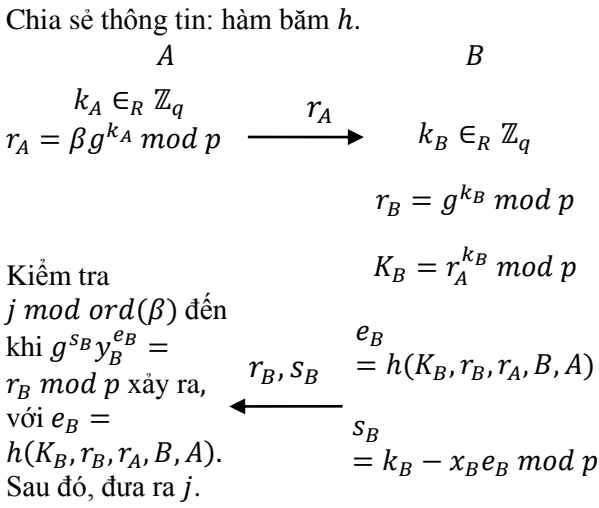 Chia sẻ thông tin: hàm băm ℎ.
A B
k_A ∈_R ℤ_q
r_A = βg^{k_A} mod p
r_A
k_B ∈_R ℤ_q
r_B = g^{k_B} mod p
K_B = r_A^{k_B} mod p
Kiểm tra
j mod ord(β) đến
khi g^{s_B} y_B^{e_B} =
r_B mod p xảy ra,
với e_B =
h(K_B, r_B, r_A, B, A).
Sau đó, đưa ra j.
r_B, s_B
e_B
= h(K_B, r_B, r_A, B, A)
s_B
= k_B − x_B e_B mod p